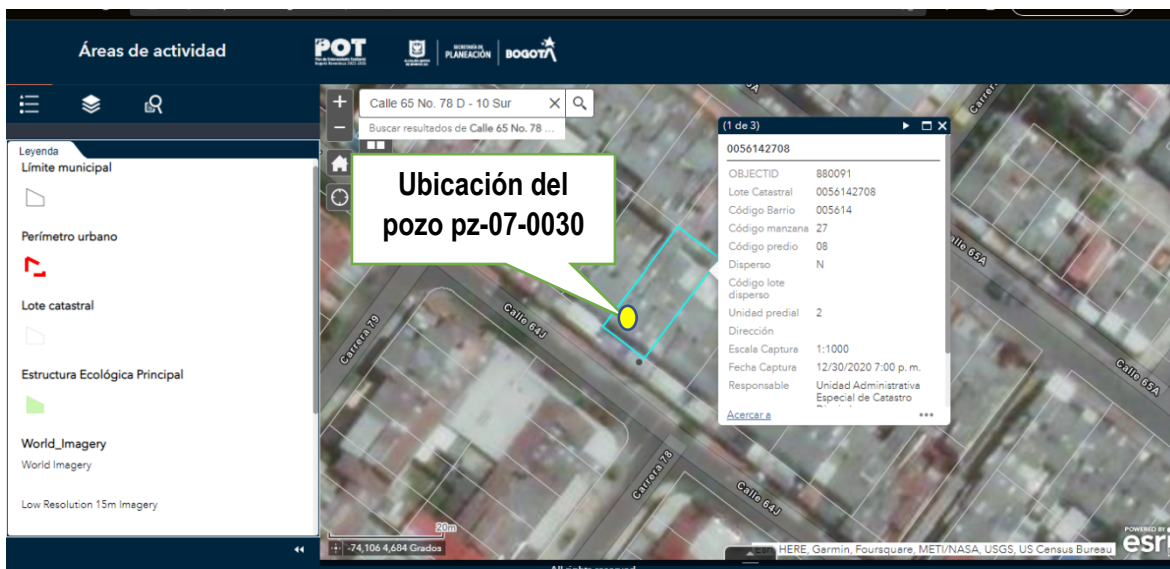 Áreas de actividad
POT
SECRETARÍA DE
PLANEACIÓN
BOGOTÁ
Calle 65 No. 78 D - 10 Sur
Buscar resultados de Calle 65 No. 78 ...
Leyenda
Límite municipal
Perímetro urbano
Lote catastral
Estructura Ecológica Principal
World_Imagery
World Imagery
Low Resolution 15m Imagery
Ubicación del
pozo pz-07-0030
(1 de 3)
0056142708
OBJECTID 880091
Lote Catastral 0056142708
Código Barrio 005614
Código manzana 27
Código predio 08
Disperso N
Código lote
disperso
Unidad predial 2
Dirección
Escala Captura 1:1000
Fecha Captura 12/30/2020 7:00 p. m.
Responsable Unidad Administrativa
Especial de Catastro
Acercar a
Carrera 79
Calle 64J
Carrera 78
Calle 64J
Calle 65A
Calle 65A
20m
-74,106 4,684 Grados
Esri, HERE, Garmin, Foursquare, METI/NASA, USGS, US Census Bureau
POWERED BY
esri
All rights reserved